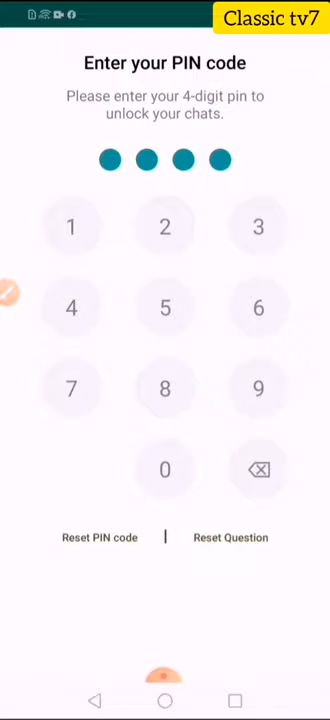 Classic tv7
Enter your PIN code
Please enter your 4-digit pin to
unlock your chats.
1 2 3
4 5 6
7 8 9
0
Reset PIN code | Reset Question